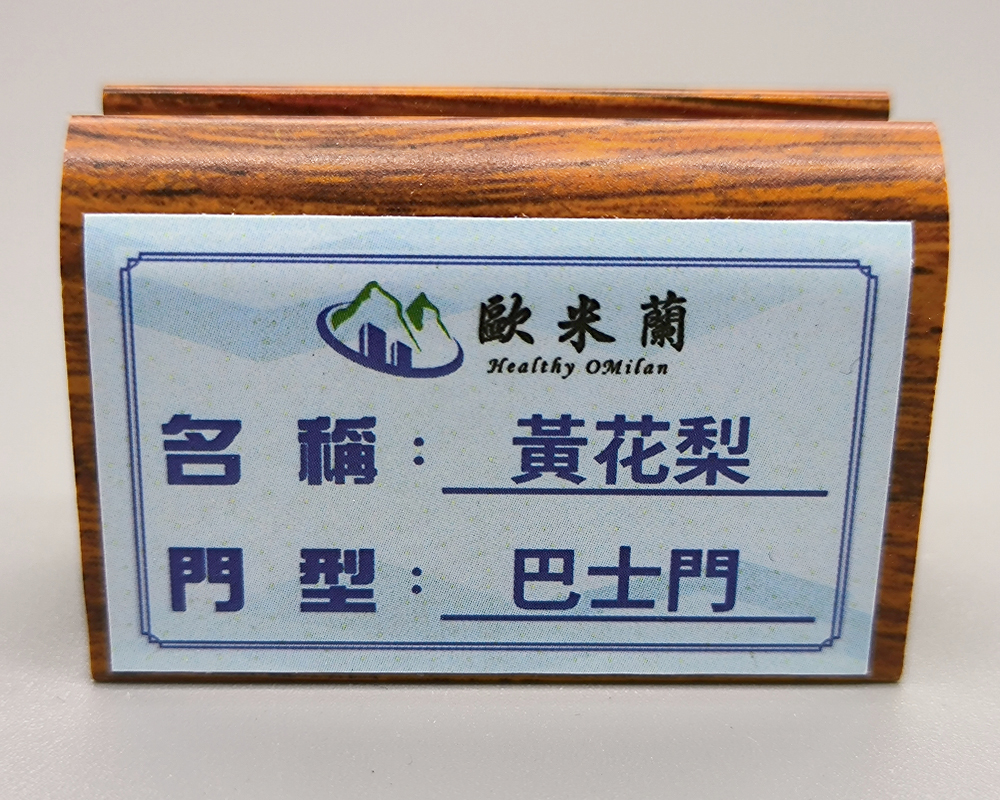 歐米蘭
Healthy OMilan
名稱：黃花梨
門型：巴士門